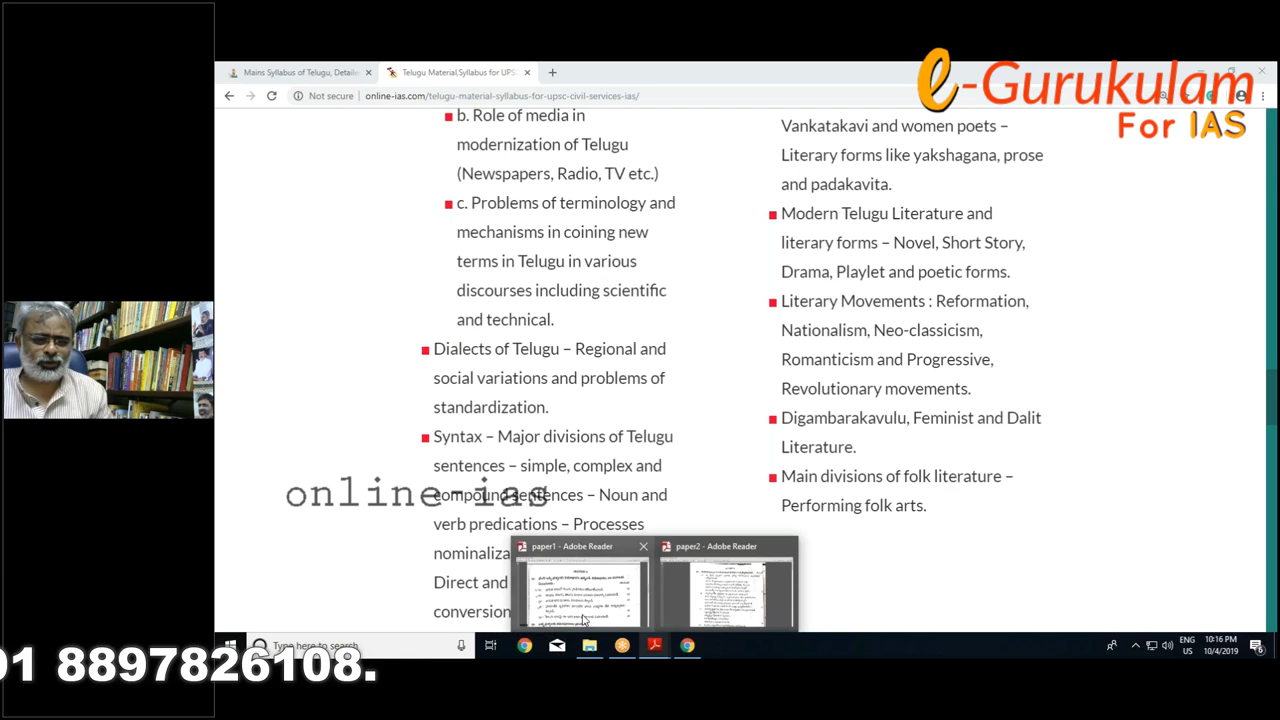 e-Gurukulam
For IAS
Mains Syllabus of Telugu, Detaile
Telugu Material,Syllabus for UPS
Not secure
online-ias.com/telugu-material-syllabus-for-upsc-civil-services-ias/
b. Role of media in
modernization of Telugu
(Newspapers, Radio, TV etc.)
c. Problems of terminology and
mechanisms in coining new
terms in Telugu in various
discourses including scientific
and technical.
Dialects of Telugu – Regional and
social variations and problems of
standardization.
Syntax – Major divisions of Telugu
sentences – simple, complex and
compound sentences – Noun and
verb predications – Processes
nominaliza
Direct and
conversion
Vankatakavi and women poets –
Literary forms like yakshagana, prose
and padakavita.
Modern Telugu Literature and
literary forms – Novel, Short Story,
Drama, Playlet and poetic forms.
Literary Movements : Reformation,
Nationalism, Neo-classicism,
Romanticism and Progressive,
Revolutionary movements.
Digambarakavulu, Feminist and Dalit
Literature.
Main divisions of folk literature –
Performing folk arts.
online-ias
paper1 - Adobe Reader
paper2 - Adobe Reader
Type here to search
ENG
US
10:16 PM
10/4/2019
91 8897826108.